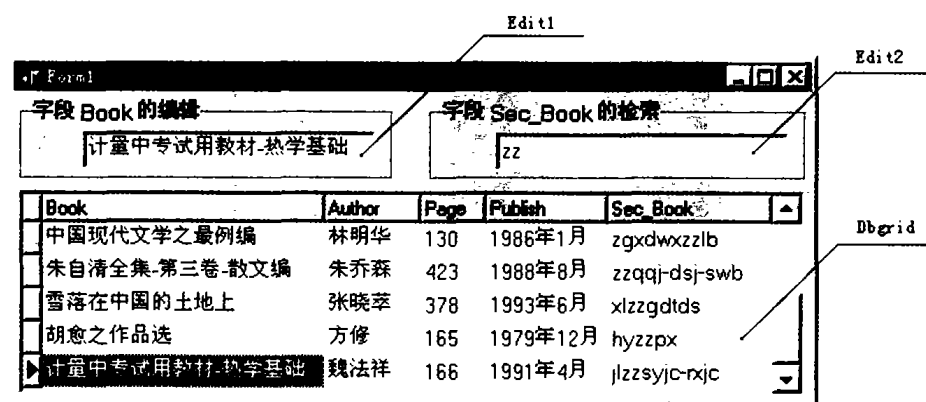 Edit1
Edit2
Form1
字段 Book 的编辑
字段 Sec_Book 的检索
计量中专试用教材-热学基础
zz
Book Author Page Publish Sec_Book
中国现代文学之最例编 林明华 130 1986年1月 zgxdwxzzlb
朱自清全集-第三卷-散文编 朱乔森 423 1988年8月 zzqqj-dsj-swb
Dbgrid
雪落在中国的土地上 张晓萃 378 1993年6月 xlzzgdtds
胡愈之作品选 方修 165 1979年12月 hyzzpx
计量中专试用教材-热学基础 魏法祥 166 1991年4月 jlzzsyjc-rxjc